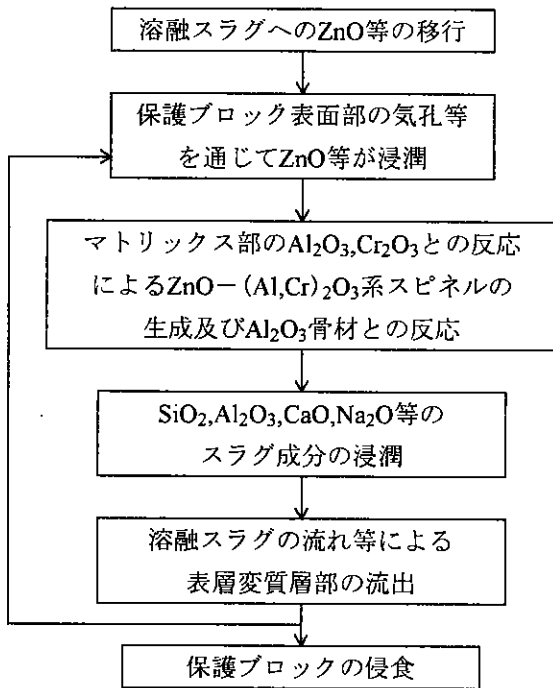 溶融スラグへのZnO等の移行
保護ブロック表面部の気孔等
を通じてZnO等が浸潤
マトリックス部のAl₂O₃,Cr₂O₃との反応
によるZnO－(Al,Cr)₂O₃系スピネルの
生成及びAl₂O₃骨材との反応
SiO₂,Al₂O₃,CaO,Na₂O等の
スラグ成分の浸潤
溶融スラグの流れ等による
表層変質層部の流出
保護ブロックの侵食